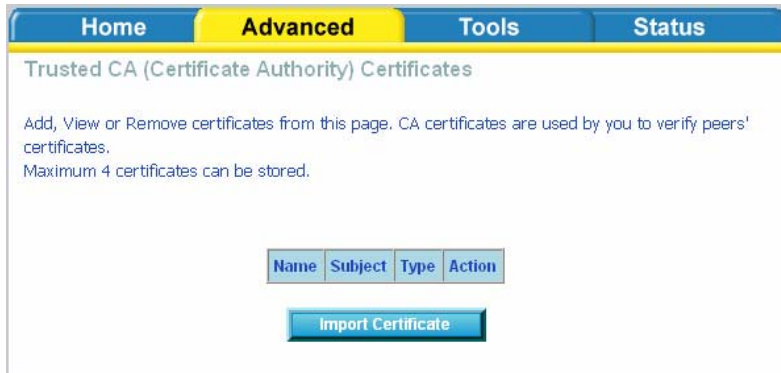 Home Advanced Tools Status
Trusted CA (Certificate Authority) Certificates
Add, View or Remove certificates from this page. CA certificates are used by you to verify peers'
certificates.
Maximum 4 certificates can be stored.
Name Subject Type Action
Import Certificate